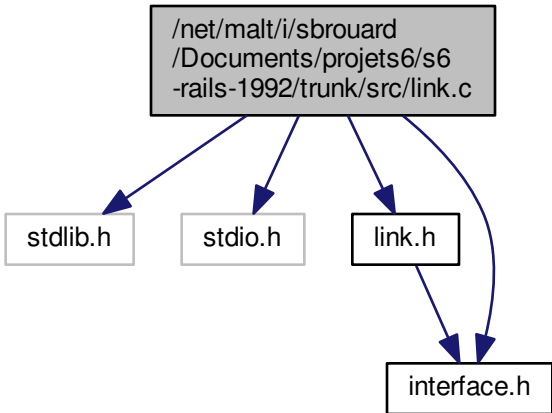 /net/malt/i/sbrouard
/Documents/projets6/s6
-rails-1992/trunk/src/link.c
stdlib.h
stdio.h
link.h
interface.h